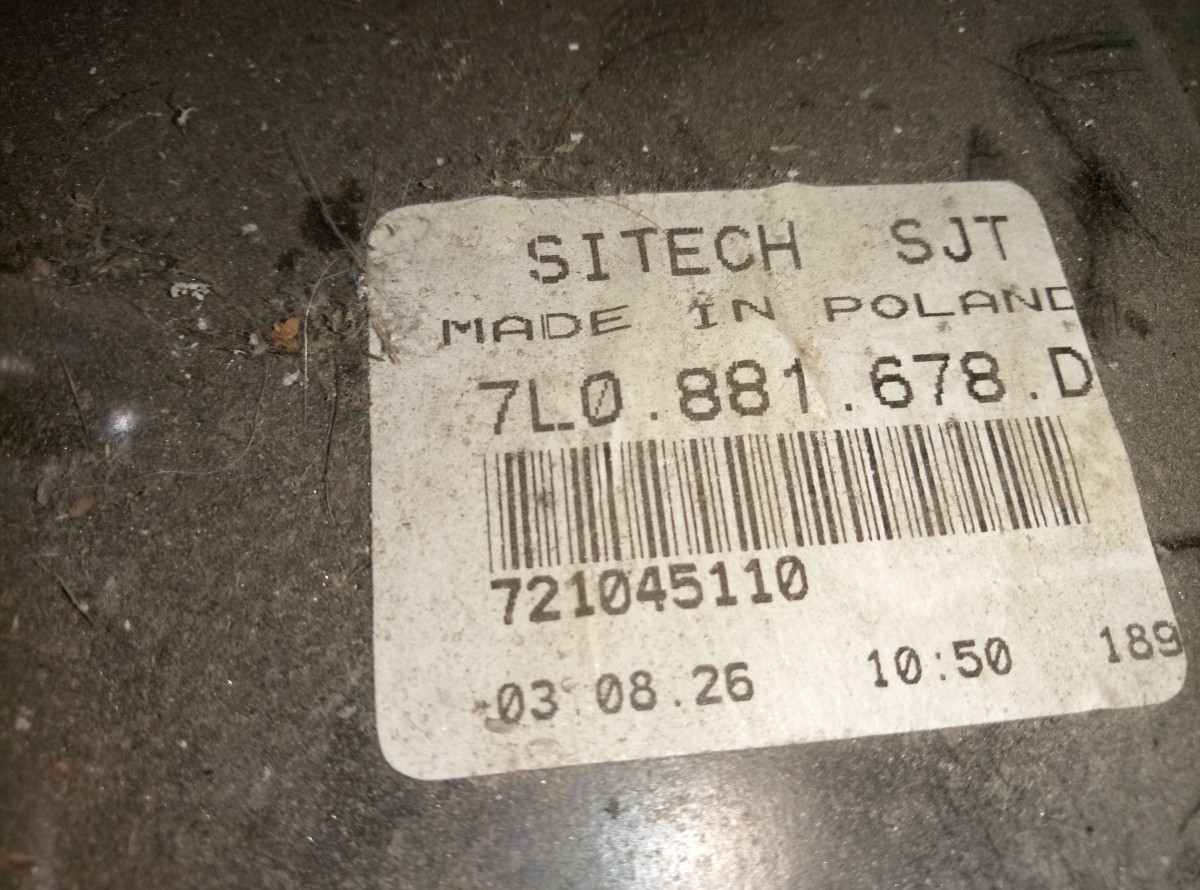 SITECH SJT
MADE IN POLAND
7L0.881.678.D
721045110
03.08.26 10:50 189